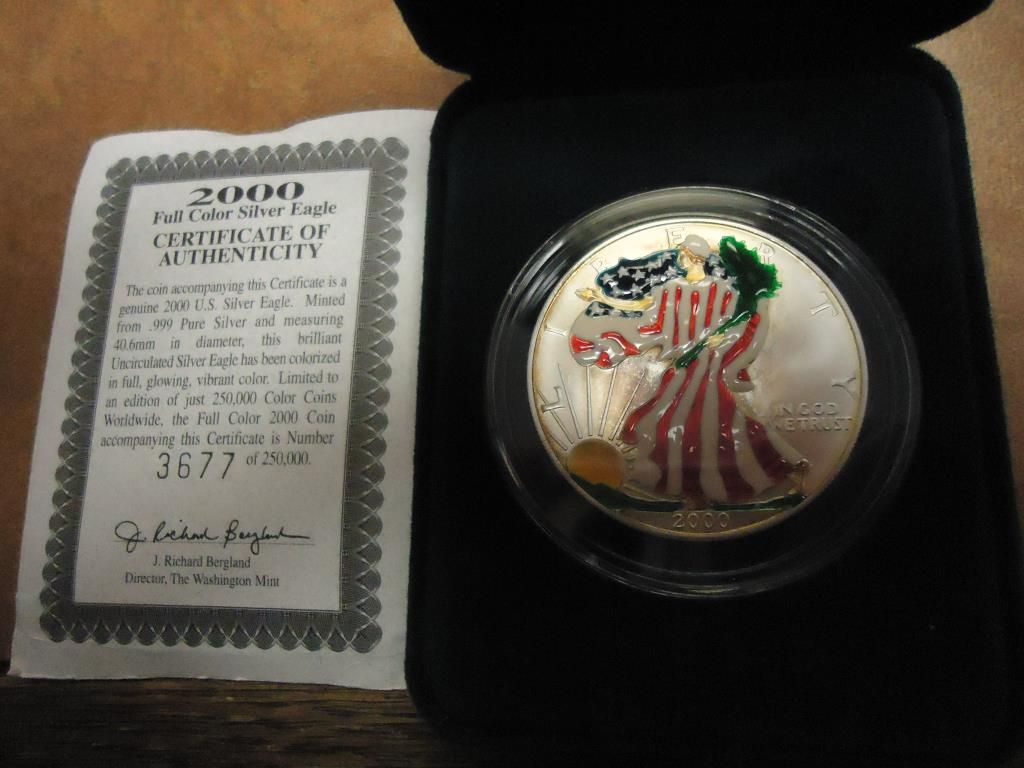 2000
Full Color Silver Eagle
CERTIFICATE OF
AUTHENTICITY
The coin accompanying this Certificate is a
genuine 2000 U.S. Silver Eagle. Minted
from .999 Pure Silver and measuring
40.6mm in diameter, this brilliant
Uncirculated Silver Eagle has been colorized
in full, glowing, vibrant color. Limited to
an edition of just 250,000 Color Coins
Worldwide, the Full Color 2000 Coin
accompanying this Certificate is Number
3677 of 250,000.
J. Richard Bergland
J. Richard Bergland
Director, The Washington Mint
LIBERTY
IN GOD
WE TRUST
2000